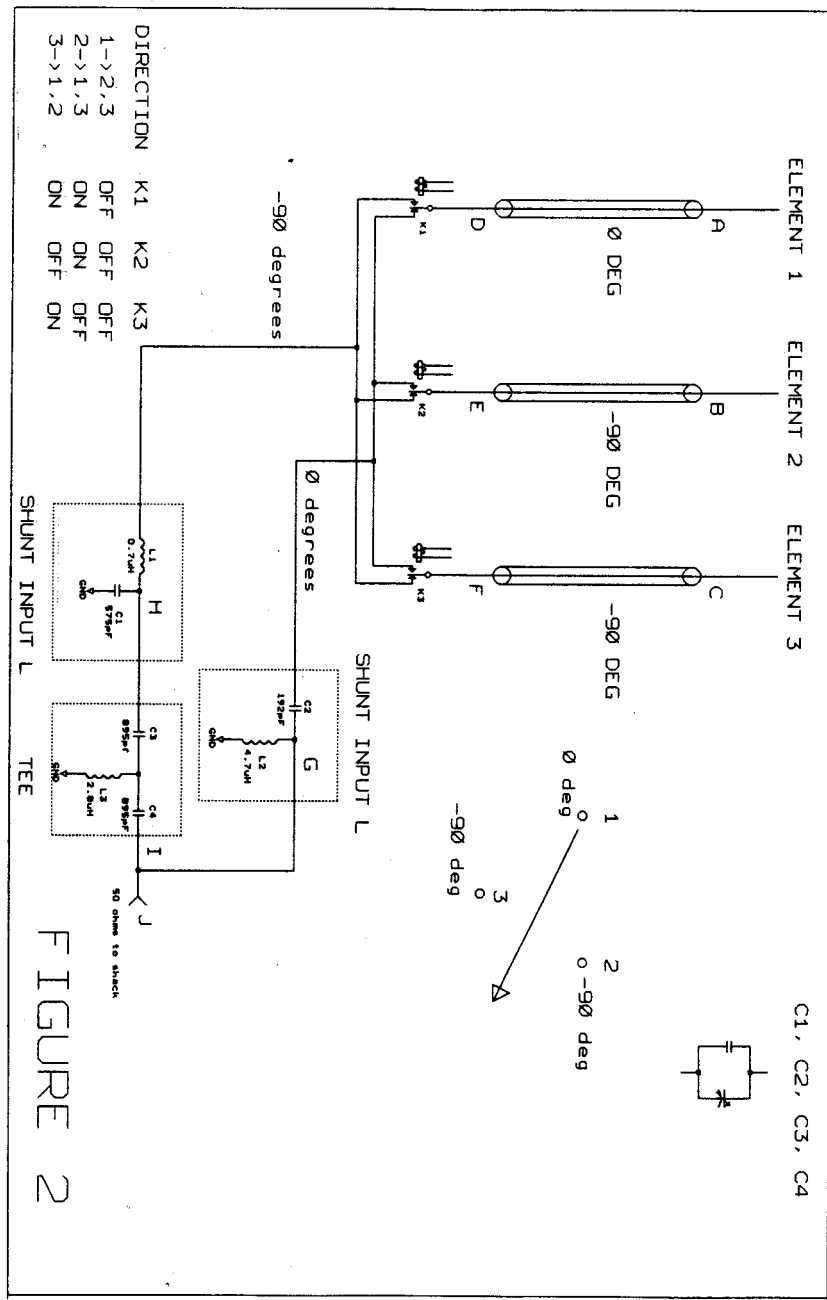 ELEMENT 1
ELEMENT 2
ELEMENT 3
A
B
C
0 DEG
-90 DEG
-90 DEG
D
E
F
K1
K2
K3
-90 degrees
0 degrees
DIRECTION K1 K2 K3
1->2,3 OFF OFF OFF
2->1,3 ON ON OFF
3->1,2 ON OFF ON
SHUNT INPUT L
C2
192pF
G
L2
4.7uH
GND
L1
0.7uH
H
C1
575pF
GND
SHUNT INPUT L
C3
895pF
C4
895pF
L3
2.0uH
GND
TEE
I
J
50 ohms to shack
1
0 deg
2
-90 deg
3
-90 deg
C1, C2, C3, C4
FIGURE 2